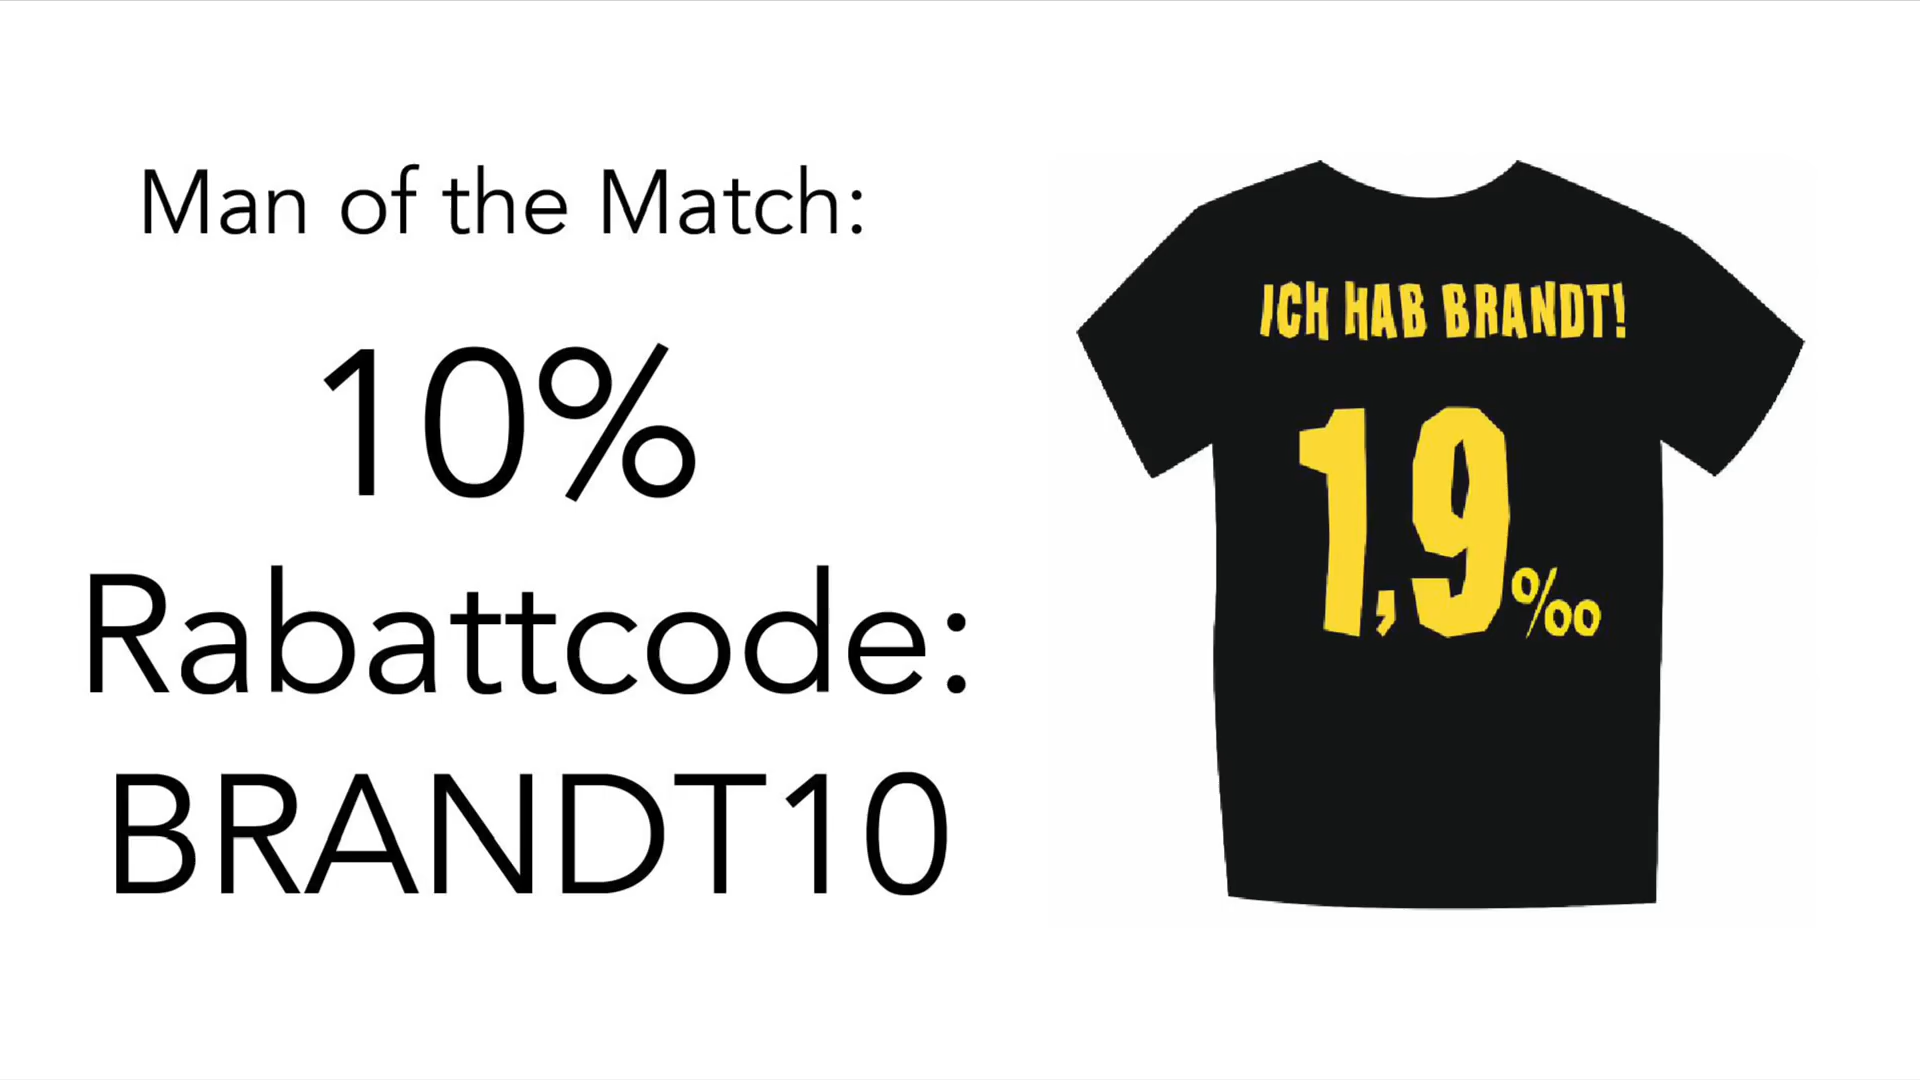 Man of the Match:
10%
Rabattcode:
BRANDT10
ICH HAB BRANDT!
1,9‰